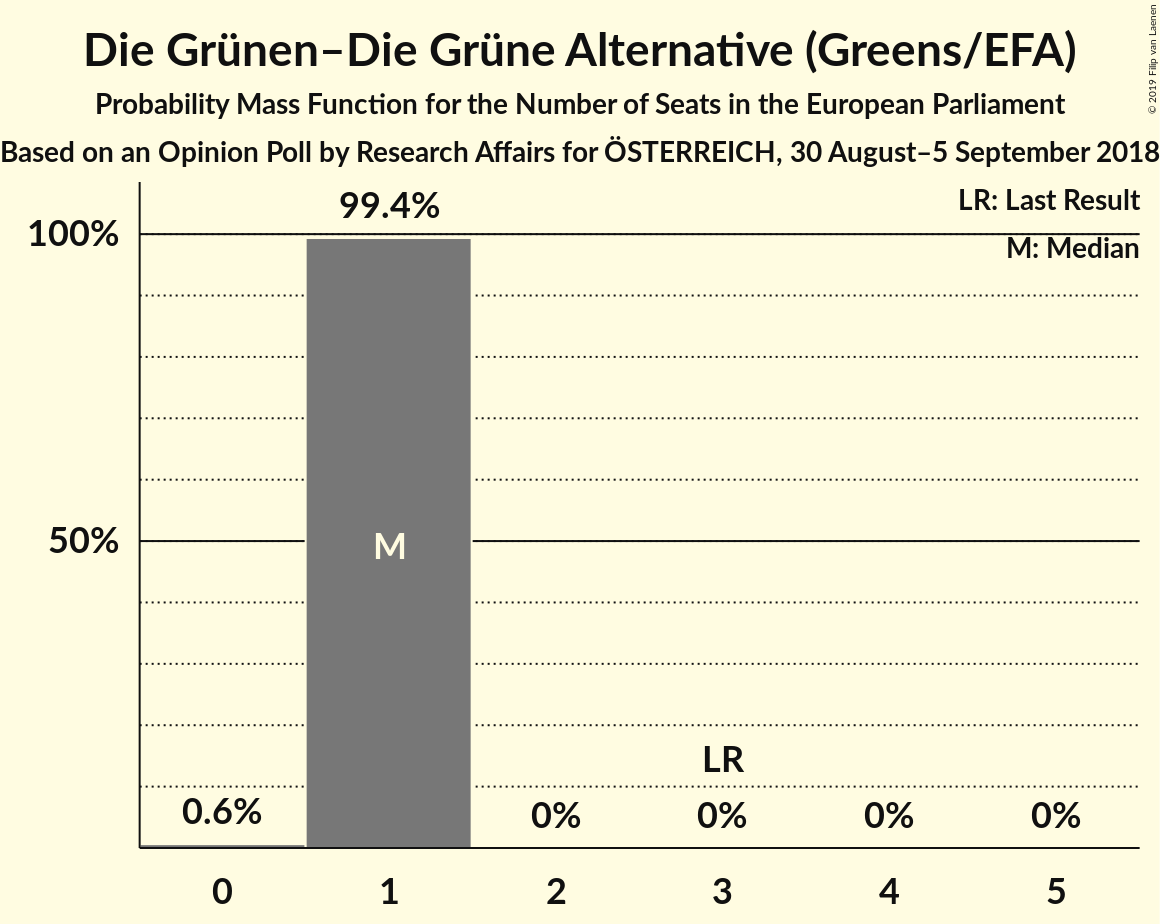 Die Grünen–Die Grüne Alternative (Greens/EFA)
Probability Mass Function for the Number of Seats in the European Parliament
Based on an Opinion Poll by Research Affairs for ÖSTERREICH, 30 August–5 September 2018
© 2019 Filip van Laenen
LR: Last Result
M: Median
99.4%
100%
50%
M
LR
0.6%
0%
0%
0%
0%
0
1
2
3
4
5